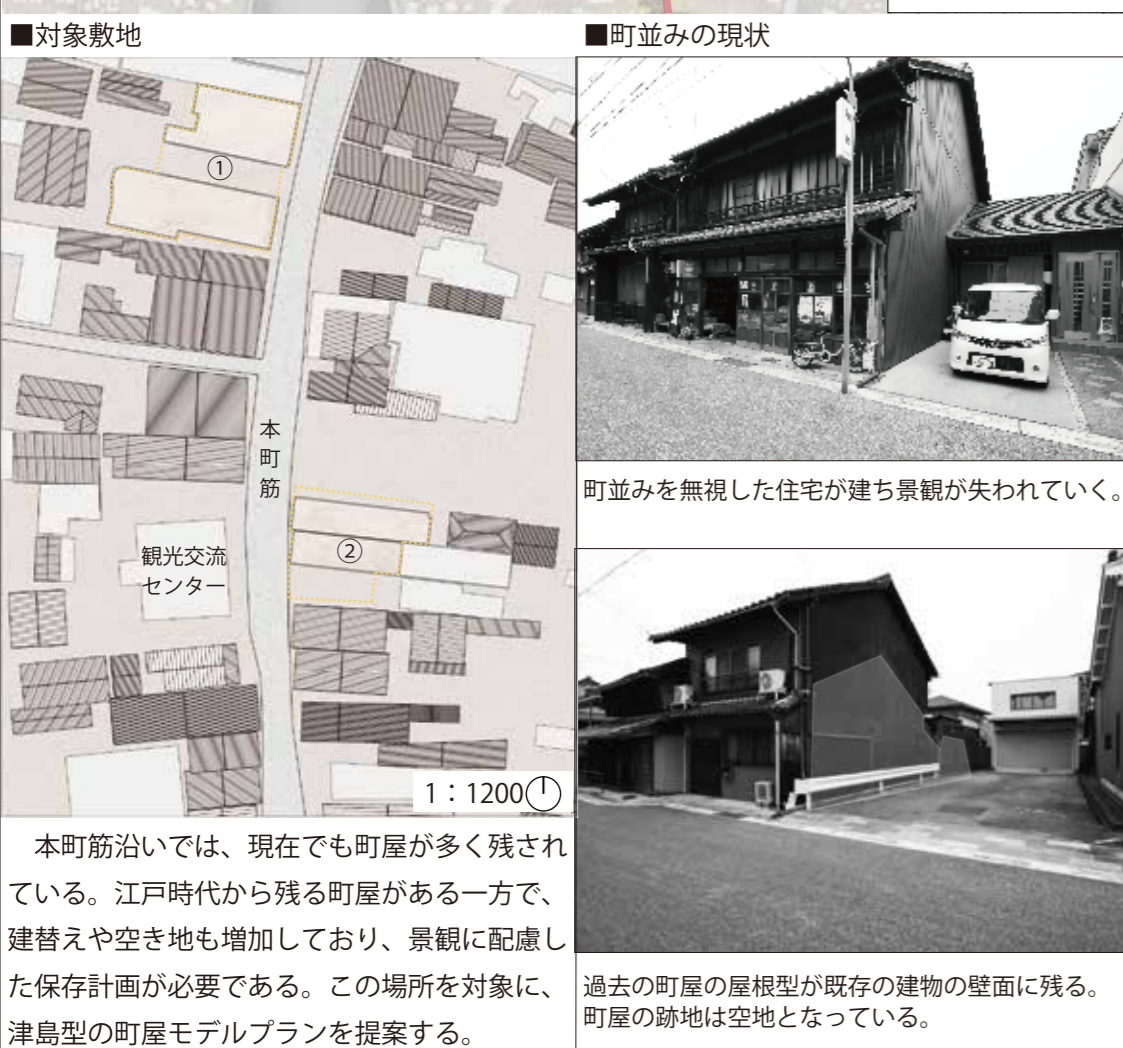 ■対象敷地
①
本町筋
②
観光交流
センター
1：1200
本町筋沿いでは、現在でも町屋が多く残され
ている。江戸時代から残る町屋がある一方で、
建替えや空き地も増加しており、景観に配慮し
た保存計画が必要である。この場所を対象に、
津島型の町屋モデルプランを提案する。
■町並みの現状
町並みを無視した住宅が建ち景観が失われていく。
過去の町屋の屋根型が既存の建物の壁面に残る。
町屋の跡地は空地となっている。